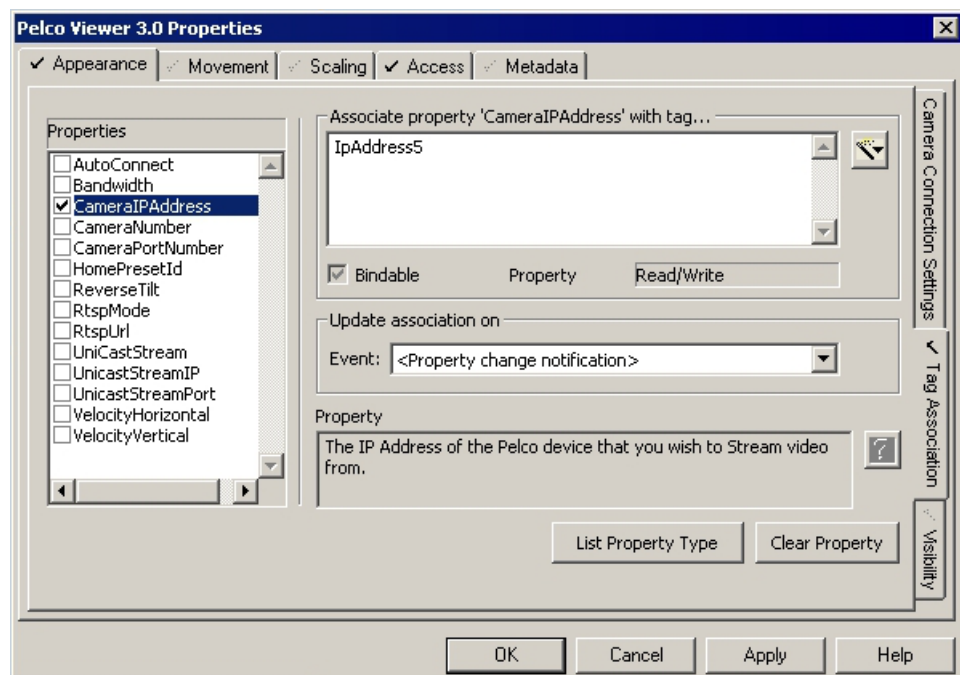 Pelco Viewer 3.0 Properties
Appearance
Movement
Scaling
Access
Metadata
Properties
AutoConnect
Bandwidth
CameraIPAddress
CameraNumber
CameraPortNumber
HomePresetId
ReverseTilt
RtspMode
RtspUrl
UniCastStream
UnicastStreamIP
UnicastStreamPort
VelocityHorizontal
VelocityVertical
Associate property 'CameraIPAddress' with tag...
IpAddress5
Bindable
Property
Read/Write
Update association on
Event:
<Property change notification>
Property
The IP Address of the Pelco device that you wish to Stream video
from.
?
List Property Type
Clear Property
Camera Connection Settings
Tag Association
Visibility
OK
Cancel
Apply
Help